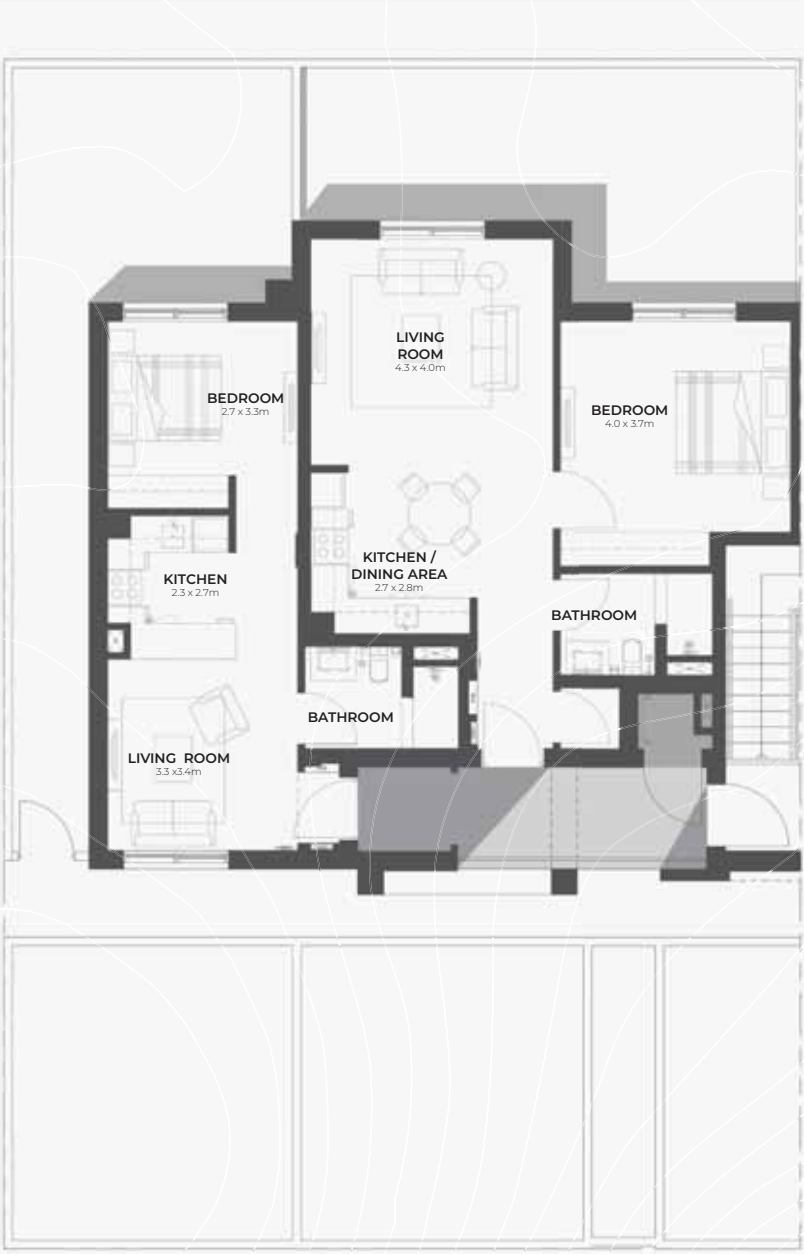 LIVING
ROOM
4.3 x 4.0m
BEDROOM
2.7 x 3.3m
BEDROOM
4.0 x 3.7m
KITCHEN /
DINING AREA
2.7 x 2.8m
KITCHEN
2.3 x 2.7m
BATHROOM
BATHROOM
LIVING  ROOM
3.3 x3.4m